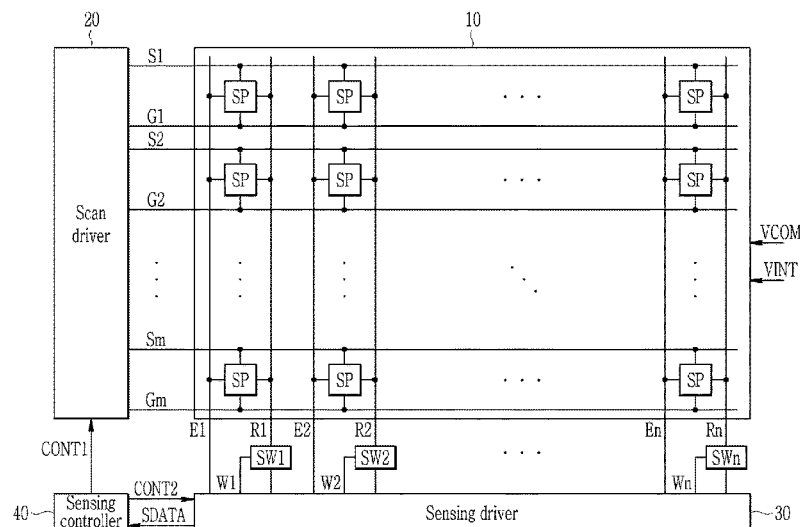 20
10
S1
SP SP ... SP
G1
S2
SP SP ... SP
G2
Scan
driver
VCOM
VINT
Sm
SP SP ... SP
Gm
E1 R1 E2 R2 En Rn
CONT1
SW1 SW2 ... SWn
W1 W2 Wn
40
Sensing
controller
CONT2
SDATA
Sensing driver
30